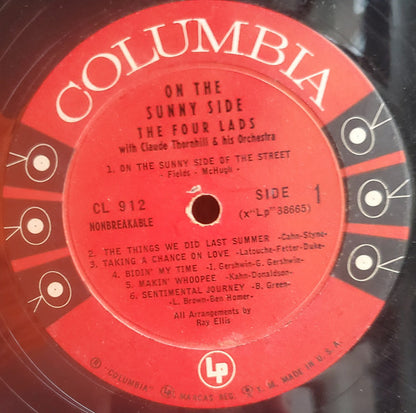 COLUMBIA
ON THE
SUNNY SIDE
THE FOUR LADS
with Claude Thornhill & his Orchestra
1. ON THE SUNNY SIDE OF THE STREET
- Fields - McHugh -
CL 912
NONBREAKABLE
SIDE 1
(x"Lp"38665)
2. THE THINGS WE DID LAST SUMMER -Cahn-Styne-
3. TAKING A CHANCE ON LOVE -Latouche-Fetter-Duke-
4. BIDIN' MY TIME -I. Gershwin-G. Gershwin-
5. MAKIN' WHOOPEE -Kahn-Donaldson-
6. SENTIMENTAL JOURNEY -B. Green-
-L. Brown-Ben Homer-
All Arrangements by
Ray Ellis
LP
® "COLUMBIA" MARCAS REG. T. M. MADE IN U.S.A.